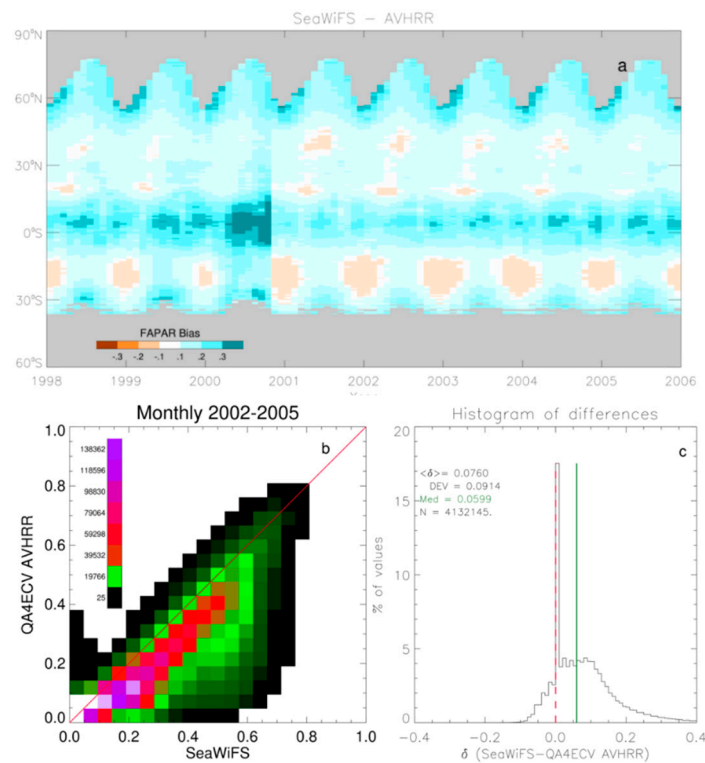 SeaWiFS - AVHRR
90°N
a
60°N
30°N
0°S
30°S
FAPAR Bias
-.3 -.2 -.1 .1 .2 .3
60°S
1998 1999 2000 2001 2002 2003 2004 2005 2006
Monthly 2002-2005
b
1.0
0.8
0.6
0.4
0.2
0.0
QA4ECV AVHRR
138362
118596
98830
79064
59298
39532
19766
25
0.0 0.2 0.4 0.6 0.8 1.0
SeaWiFS
Histogram of differences
c
20
15
10
5
0
% of values
<δ>= 0.0760
DEV = 0.0914
Med = 0.0599
N = 4132145.
-0.4 -0.2 0.0 0.2 0.4
δ (SeaWiFS-QA4ECV AVHRR)